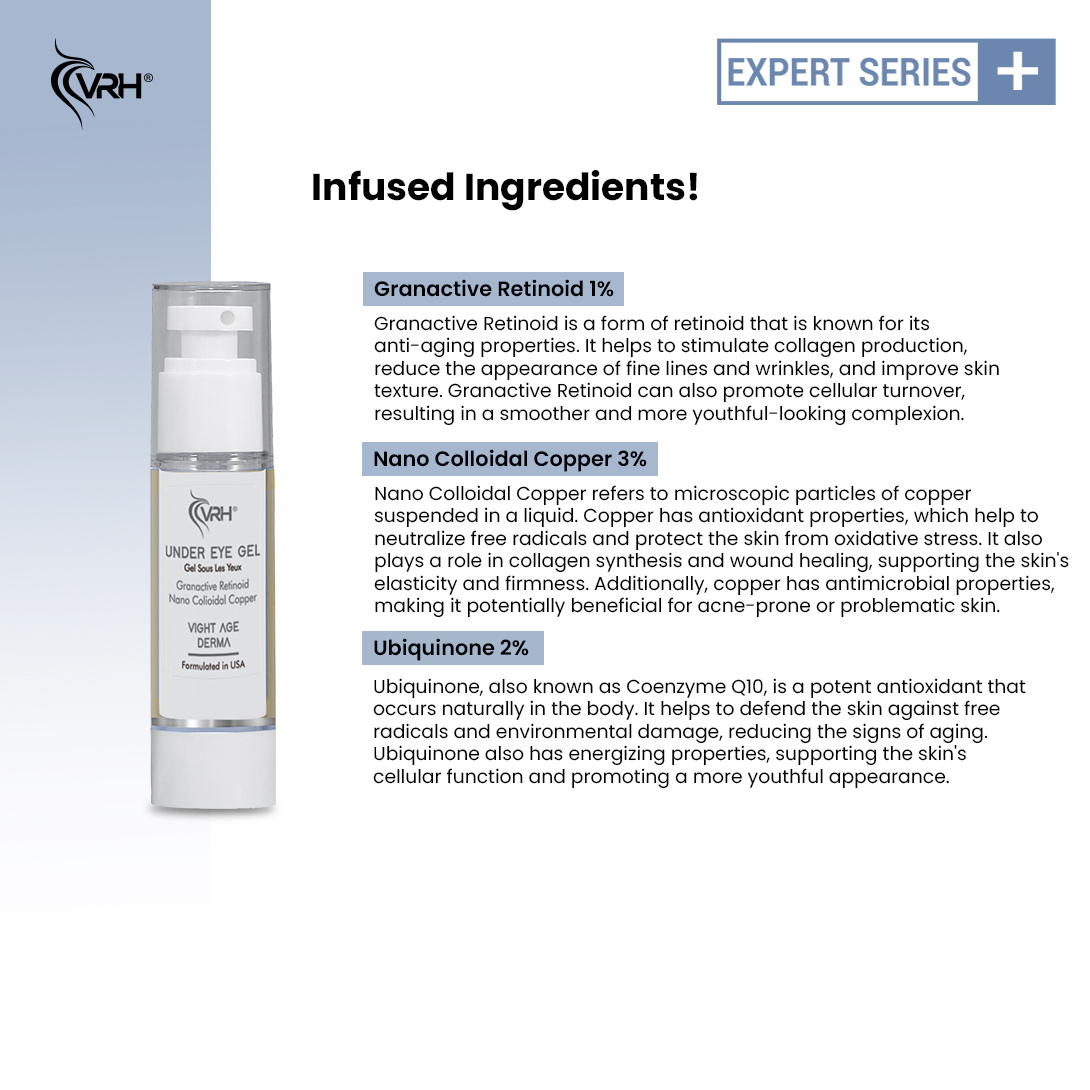 VRH®
EXPERT SERIES +
Infused Ingredients!
Granactive Retinoid 1%
Granactive Retinoid is a form of retinoid that is known for its
anti-aging properties. It helps to stimulate collagen production,
reduce the appearance of fine lines and wrinkles, and improve skin
texture. Granactive Retinoid can also promote cellular turnover,
resulting in a smoother and more youthful-looking complexion.
Nano Colloidal Copper 3%
Nano Colloidal Copper refers to microscopic particles of copper
suspended in a liquid. Copper has antioxidant properties, which help to
neutralize free radicals and protect the skin from oxidative stress. It also
plays a role in collagen synthesis and wound healing, supporting the skin's
elasticity and firmness. Additionally, copper has antimicrobial properties,
making it potentially beneficial for acne-prone or problematic skin.
Ubiquinone 2%
Ubiquinone, also known as Coenzyme Q10, is a potent antioxidant that
occurs naturally in the body. It helps to defend the skin against free
radicals and environmental damage, reducing the signs of aging.
Ubiquinone also has energizing properties, supporting the skin's
cellular function and promoting a more youthful appearance.
VRH®
UNDER EYE GEL
Gel Sous Les Yeux
Granactive Retinoid
Nano Colioidal Copper
VIGHT AGE
DERMA
Formulated in USA